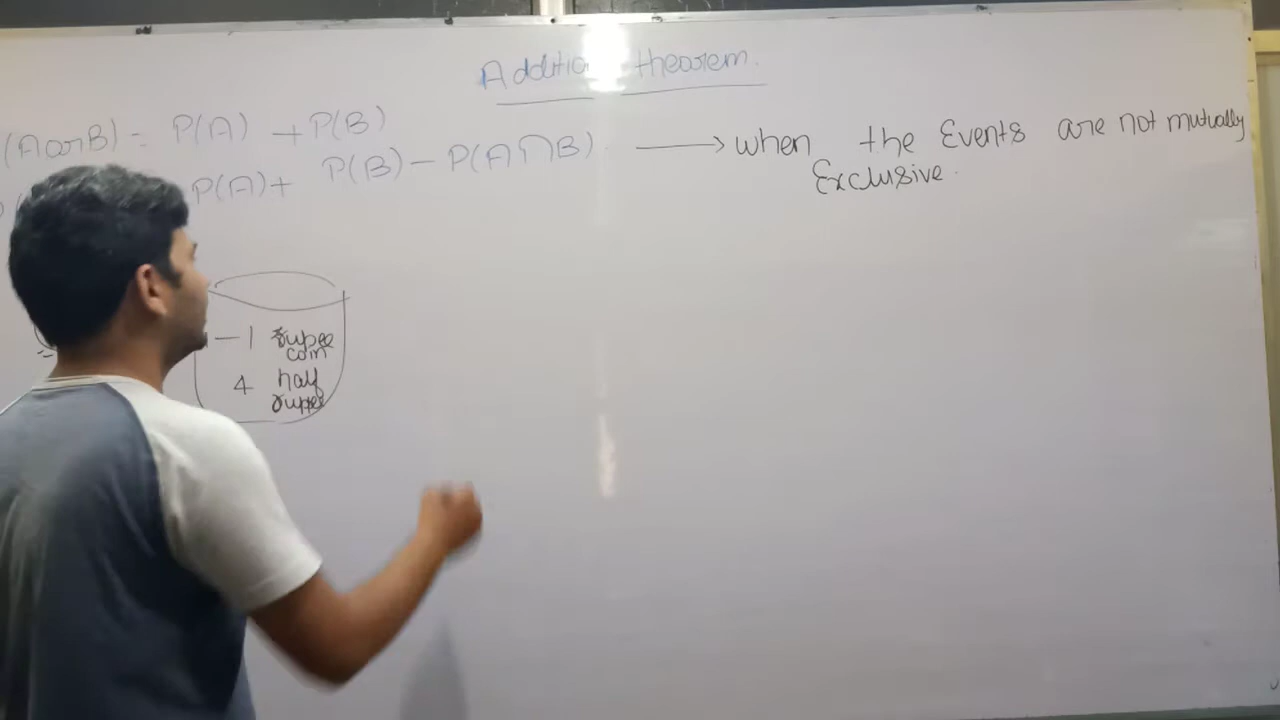 Addition theorem.
(A or B) = P(A) + P(B)
P(A) + P(B) - P(A∩B) → when the Events are not mutually
Exclusive.
- 1 rupee
coin
4 half
rupee